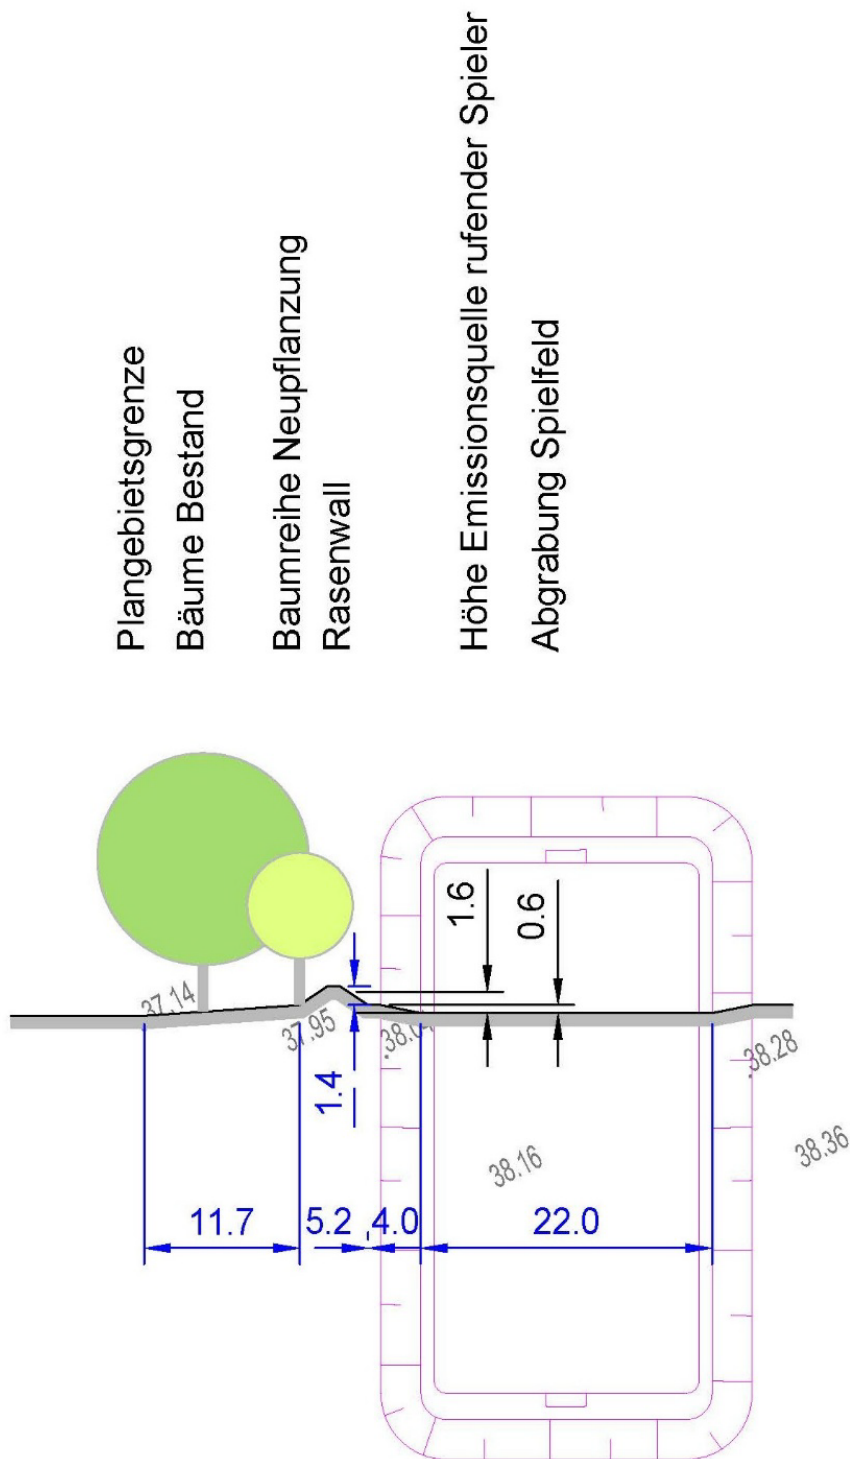 Plangebietsgrenze
Bäume Bestand
Baumreihe Neupflanzung
Rasenwall
Höhe Emissionsquelle rufender Spieler
Abgrabung Spielfeld
1.6
0.6
37.14
37.95
38.28
1.4
38.16
38.36
11.7
5.2
4.0
22.0